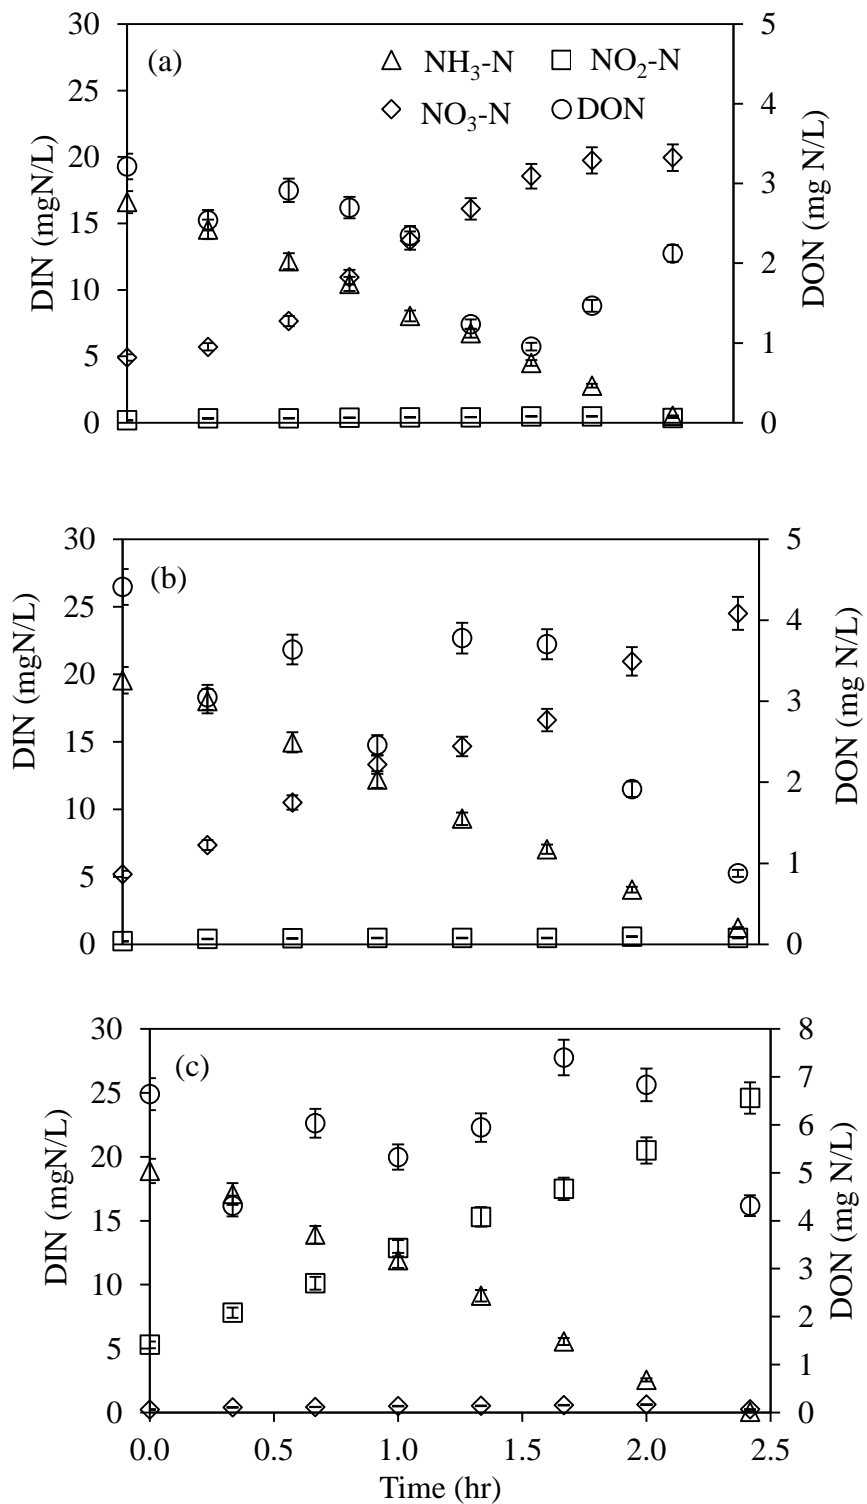 (a)
NH3-N
NO2-N
NO3-N
DON
30
25
20
15
10
5
0
DIN (mgN/L)
5
4
3
2
1
0
DON (mg N/L)
(b)
30
25
20
15
10
5
0
DIN (mgN/L)
5
4
3
2
1
0
DON (mg N/L)
(c)
30
25
20
15
10
5
0
DIN (mgN/L)
8
7
6
5
4
3
2
1
0
DON (mg N/L)
0.0 0.5 1.0 1.5 2.0 2.5
Time (hr)